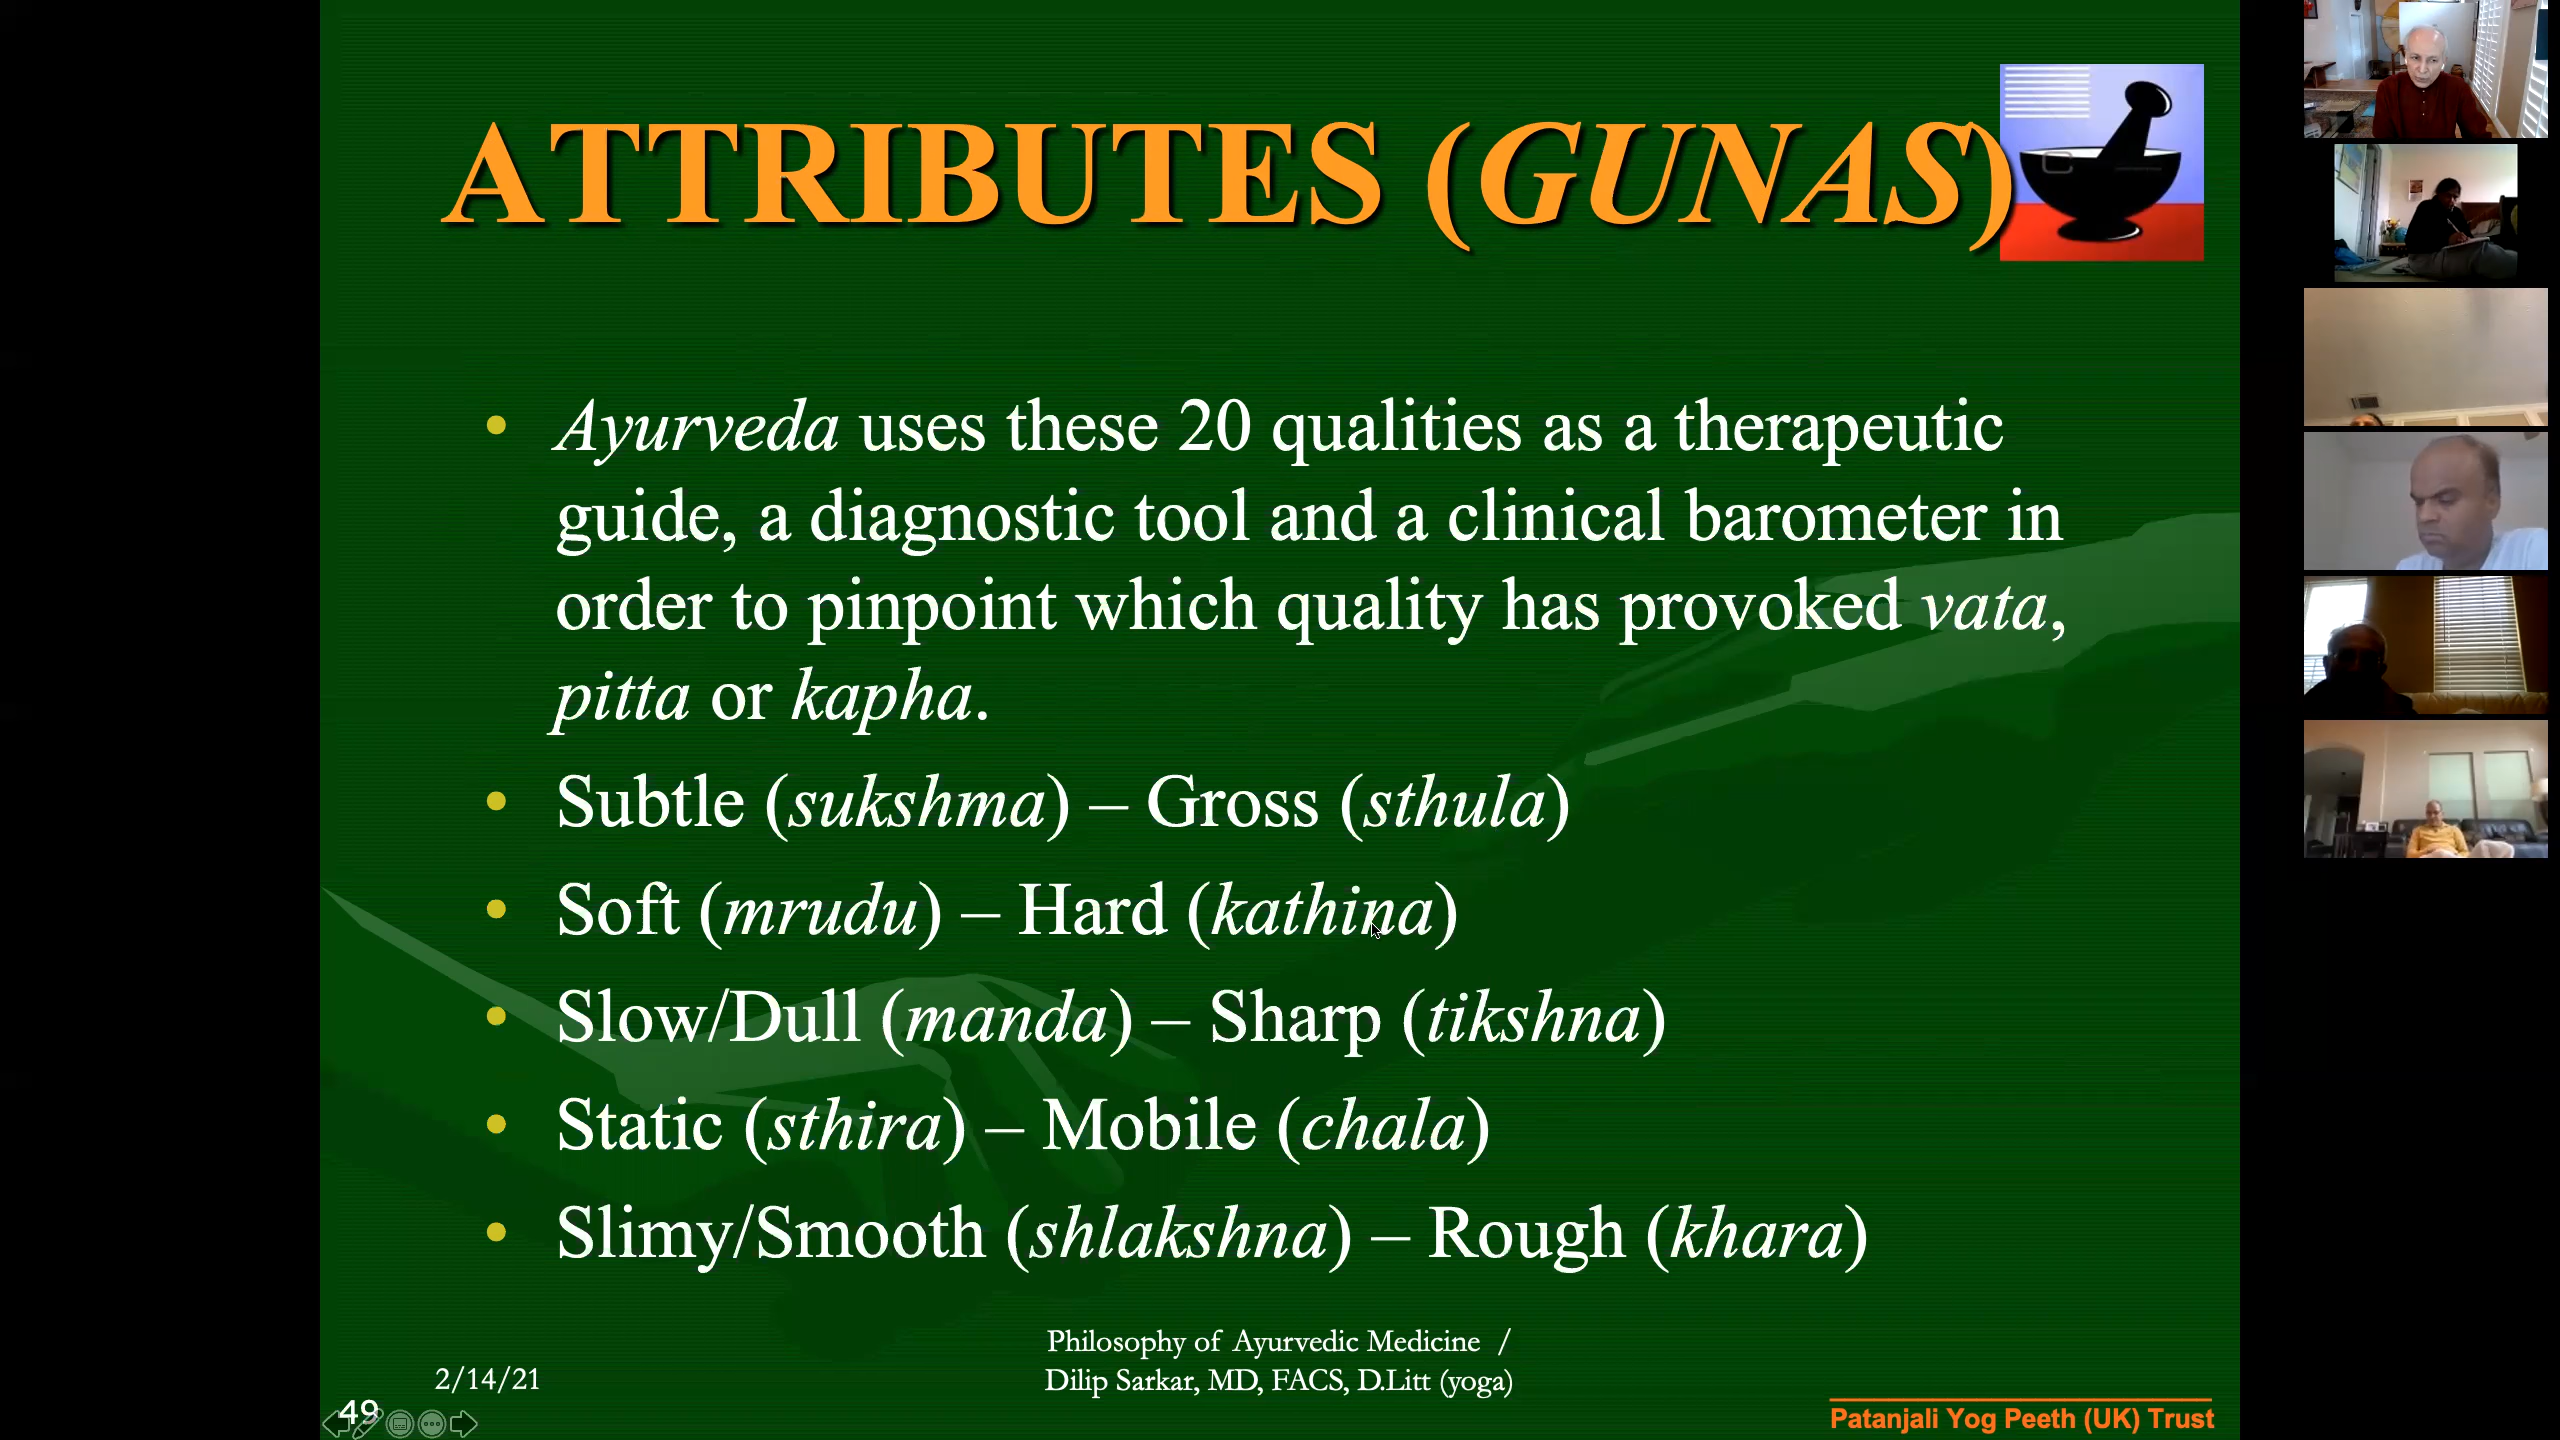 ATTRIBUTES (GUNAS)
• Ayurveda uses these 20 qualities as a therapeutic
guide, a diagnostic tool and a clinical barometer in
order to pinpoint which quality has provoked vata,
pitta or kapha.
• Subtle (sukshma) – Gross (sthula)
• Soft (mrudu) – Hard (kathina)
• Slow/Dull (manda) – Sharp (tikshna)
• Static (sthira) – Mobile (chala)
• Slimy/Smooth (shlakshna) – Rough (khara)
Philosophy of Ayurvedic Medicine /
Dilip Sarkar, MD, FACS, D.Litt (yoga)
2/14/21
49
Patanjali Yog Peeth (UK) Trust